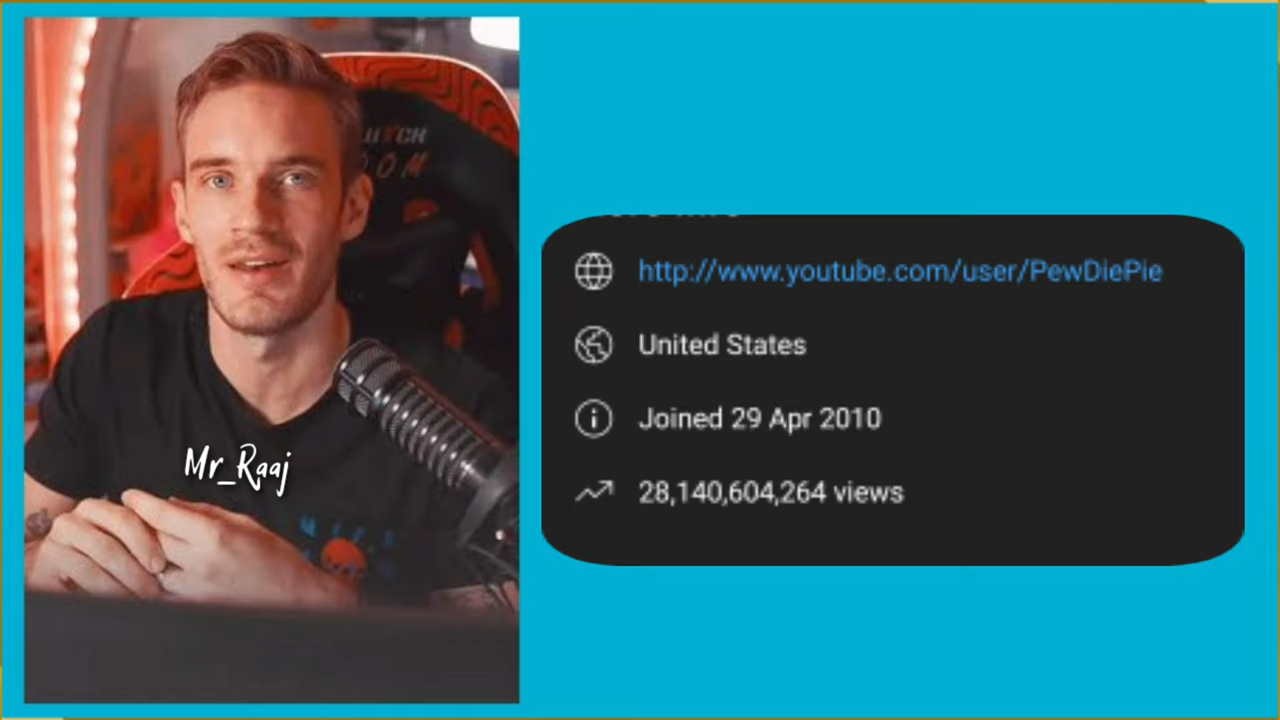 Mr_Raaj
http://www.youtube.com/user/PewDiePie
United States
Joined 29 Apr 2010
28,140,604,264 views